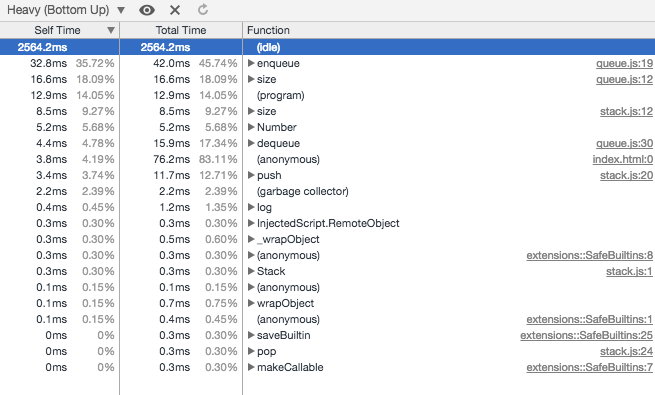 Heavy (Bottom Up) ▼
Self Time ▼ Total Time Function
2564.2ms 2564.2ms (idle)
32.8ms 35.72% 42.0ms 45.74% ▶ enqueue queue.js:19
16.6ms 18.09% 16.6ms 18.09% ▶ size queue.js:12
12.9ms 14.05% 12.9ms 14.05% (program)
8.5ms 9.27% 8.5ms 9.27% ▶ size stack.js:12
5.2ms 5.68% 5.2ms 5.68% ▶ Number
4.4ms 4.78% 15.9ms 17.34% ▶ dequeue queue.js:30
3.8ms 4.19% 76.2ms 83.11% (anonymous) index.html:0
3.4ms 3.74% 11.7ms 12.71% ▶ push stack.js:20
2.2ms 2.39% 2.2ms 2.39% (garbage collector)
0.4ms 0.45% 1.2ms 1.35% ▶ log
0.3ms 0.30% 0.3ms 0.30% ▶ InjectedScript.RemoteObject
0.3ms 0.30% 0.5ms 0.60% ▶ _wrapObject
0.3ms 0.30% 0.3ms 0.30% ▶ (anonymous) extensions::SafeBuiltins:8
0.3ms 0.30% 0.3ms 0.30% ▶ Stack stack.js:1
0.1ms 0.15% 0.1ms 0.15% ▶ (anonymous)
0.1ms 0.15% 0.7ms 0.75% ▶ wrapObject
0.1ms 0.15% 0.4ms 0.45% (anonymous) extensions::SafeBuiltins:1
0ms 0% 0.3ms 0.30% ▶ saveBuiltin extensions::SafeBuiltins:25
0ms 0% 0.3ms 0.30% ▶ pop stack.js:24
0ms 0% 0.3ms 0.30% ▶ makeCallable extensions::SafeBuiltins:7